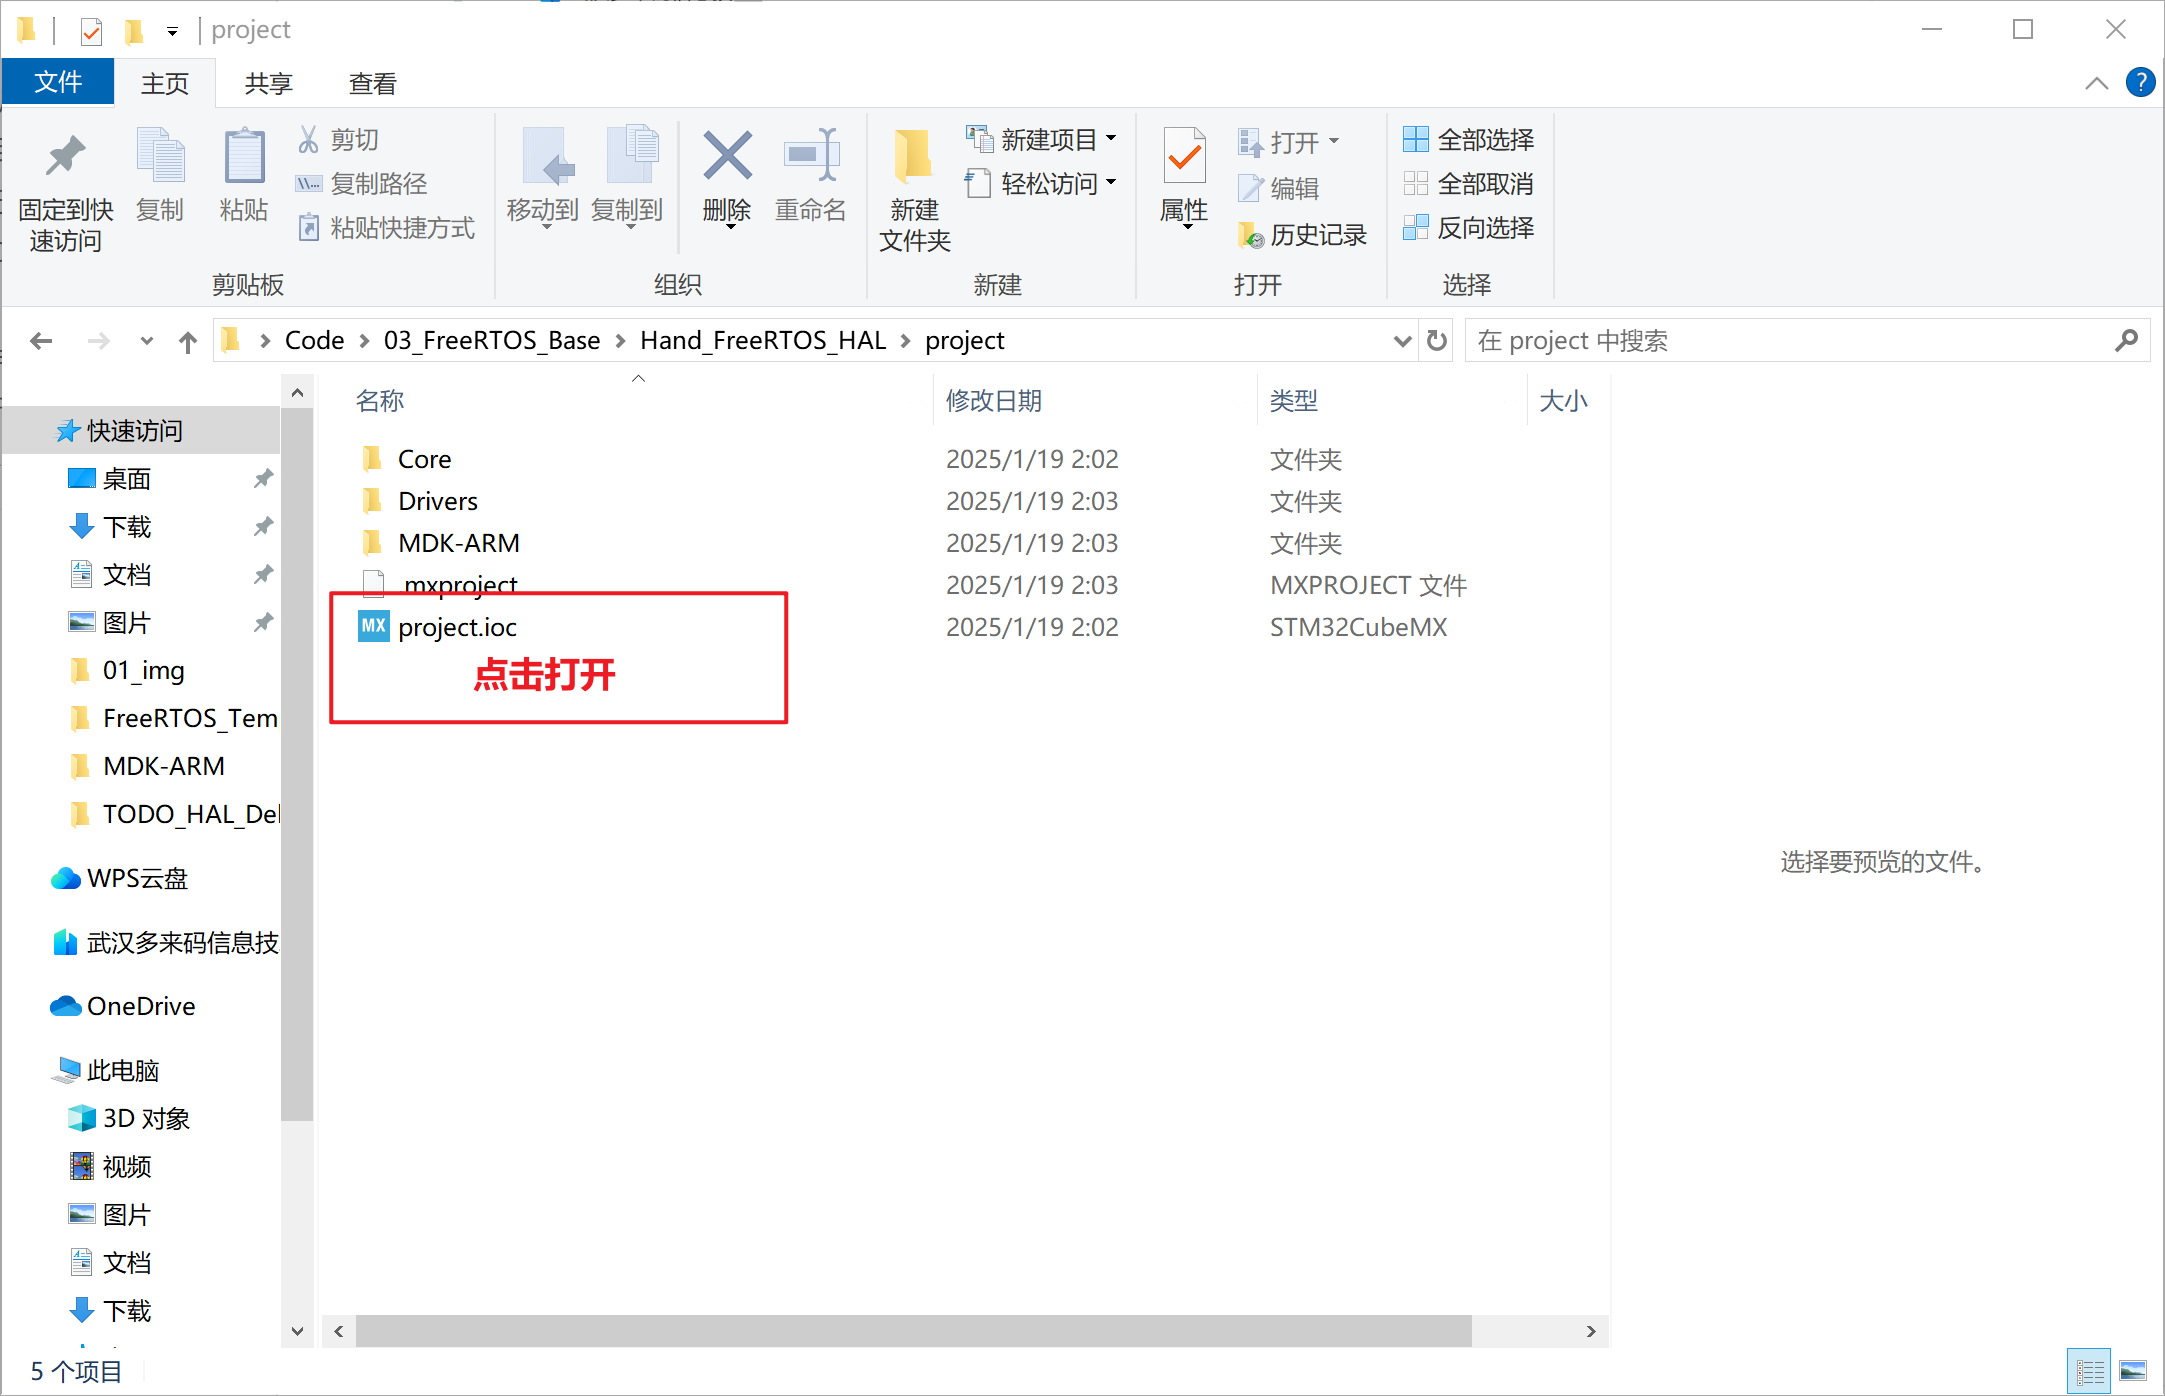 project
文件
主页
共享
查看
固定到快
速访问
复制
粘贴
剪切
复制路径
粘贴快捷方式
剪贴板
移动到
复制到
删除
重命名
组织
新建
文件夹
新建项目
轻松访问
新建
属性
打开
编辑
历史记录
打开
全部选择
全部取消
反向选择
选择
Code
03_FreeRTOS_Base
Hand_FreeRTOS_HAL
project
在 project 中搜索
快速访问
桌面
下载
文档
图片
01_img
FreeRTOS_Tem
MDK-ARM
TODO_HAL_Del
WPS云盘
武汉多来码信息技
OneDrive
此电脑
3D 对象
视频
图片
文档
下载
名称 修改日期 类型 大小
Core 2025/1/19 2:02 文件夹
Drivers 2025/1/19 2:03 文件夹
MDK-ARM 2025/1/19 2:03 文件夹
.mxproject 2025/1/19 2:03 MXPROJECT 文件
MX project.ioc 2025/1/19 2:02 STM32CubeMX
点击打开
选择要预览的文件。
5 个项目